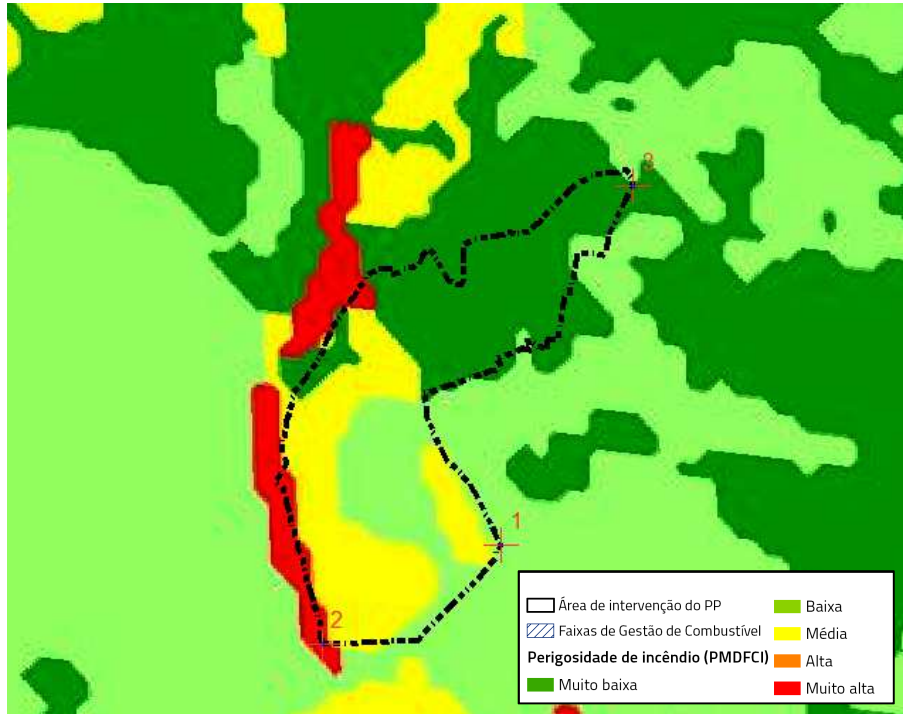 3
1
2
Área de intervenção do PP
Faixas de Gestão de Combustível
Perigosidade de incêndio (PMDFCI)
Muito baixa
Baixa
Média
Alta
Muito alta